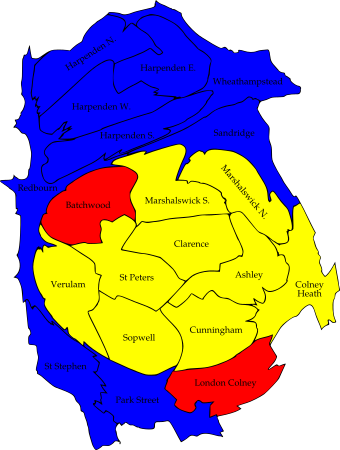 Harpenden N.
Harpenden E.
Wheathampstead
Harpenden W.
Harpenden S.
Sandridge
Redbourn
Marshalswick N.
Batchwood
Marshalswick S.
Clarence
St Peters
Ashley
Verulam
Colney
Heath
Sopwell
Cunningham
St Stephen
London Colney
Park Street